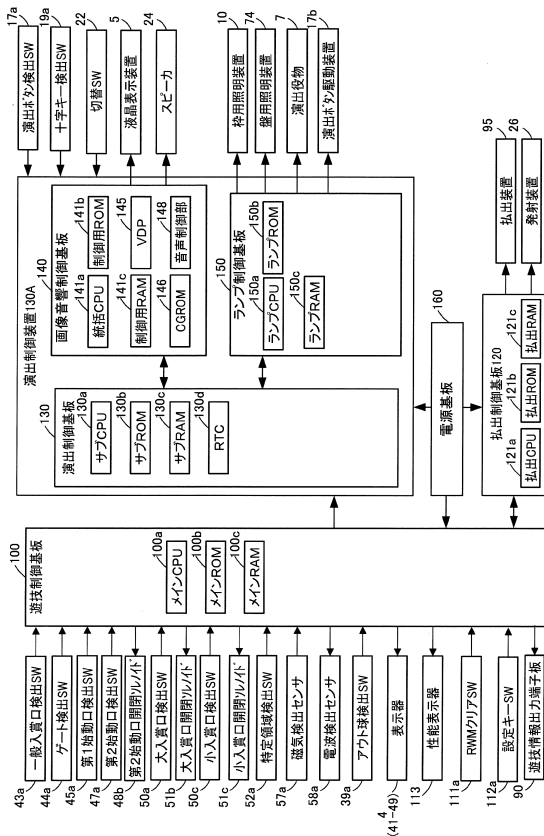 43a 一般入賞口検出SW
44a ゲート検出SW
45a 第1始動口検出SW
47a 第2始動口検出SW
48b 第2始動口開閉ソレノイド
50a 大入賞口検出SW
51b 大入賞口開閉ソレノイド
50c 小入賞口検出SW
51c 小入賞口開閉ソレノイド
52a 特定領域検出SW
57a 磁気検出センサ
58a 電波検出センサ
39a アウト球検出SW
4
(41-49)
表示器
113 性能表示器
111a RWMクリアSW
112a 設定キーSW
90 遊技情報出力端子板
100
遊技制御基板
100a
メインCPU
100b
メインROM
100c
メインRAM
演出制御装置130A
130
演出制御基板
130a
サブCPU
130b
サブROM
130c
サブRAM
130d
RTC
140
画像音響制御基板
141a
統括CPU
141b
制御用ROM
141c
制御用RAM
145
VDP
146
CGROM
148
音声制御部
150
ランプ制御基板
150a
ランプCPU
150b
ランプROM
150c
ランプRAM
160
電源基板
払出制御基板120
121a
払出CPU
121b
払出ROM
121c
払出RAM
17a
演出ボタン検出SW
19a
十字キー検出SW
22
切替SW
5
液晶表示装置
24
スピーカ
10
枠用照明装置
74
盤用照明装置
7
演出役物
17b
演出ボタン駆動装置
95
払出装置
26
発射装置